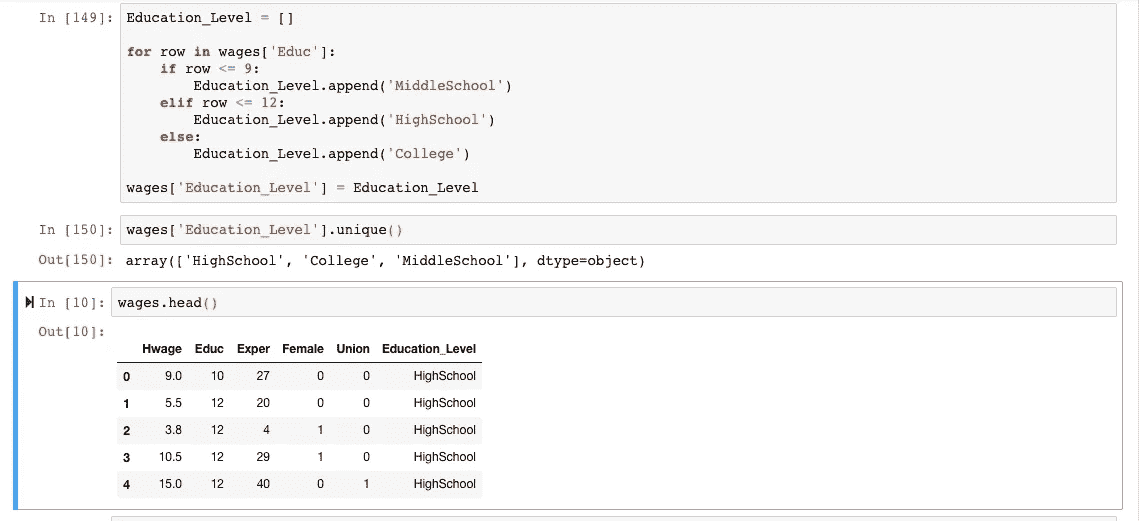 In [149]: Education_Level = []
for row in wages['Educ']:
if row <= 9:
Education_Level.append('MiddleSchool')
elif row <= 12:
Education_Level.append('HighSchool')
else:
Education_Level.append('College')
wages['Education_Level'] = Education_Level
In [150]: wages['Education_Level'].unique()
Out[150]: array(['HighSchool', 'College', 'MiddleSchool'], dtype=object)
In [10]: wages.head()
Out[10]:
Hwage Educ Exper Female Union Education_Level
0 9.0 10 27 0 0 HighSchool
1 5.5 12 20 0 0 HighSchool
2 3.8 12 4 1 0 HighSchool
3 10.5 12 29 1 0 HighSchool
4 15.0 12 40 0 1 HighSchool